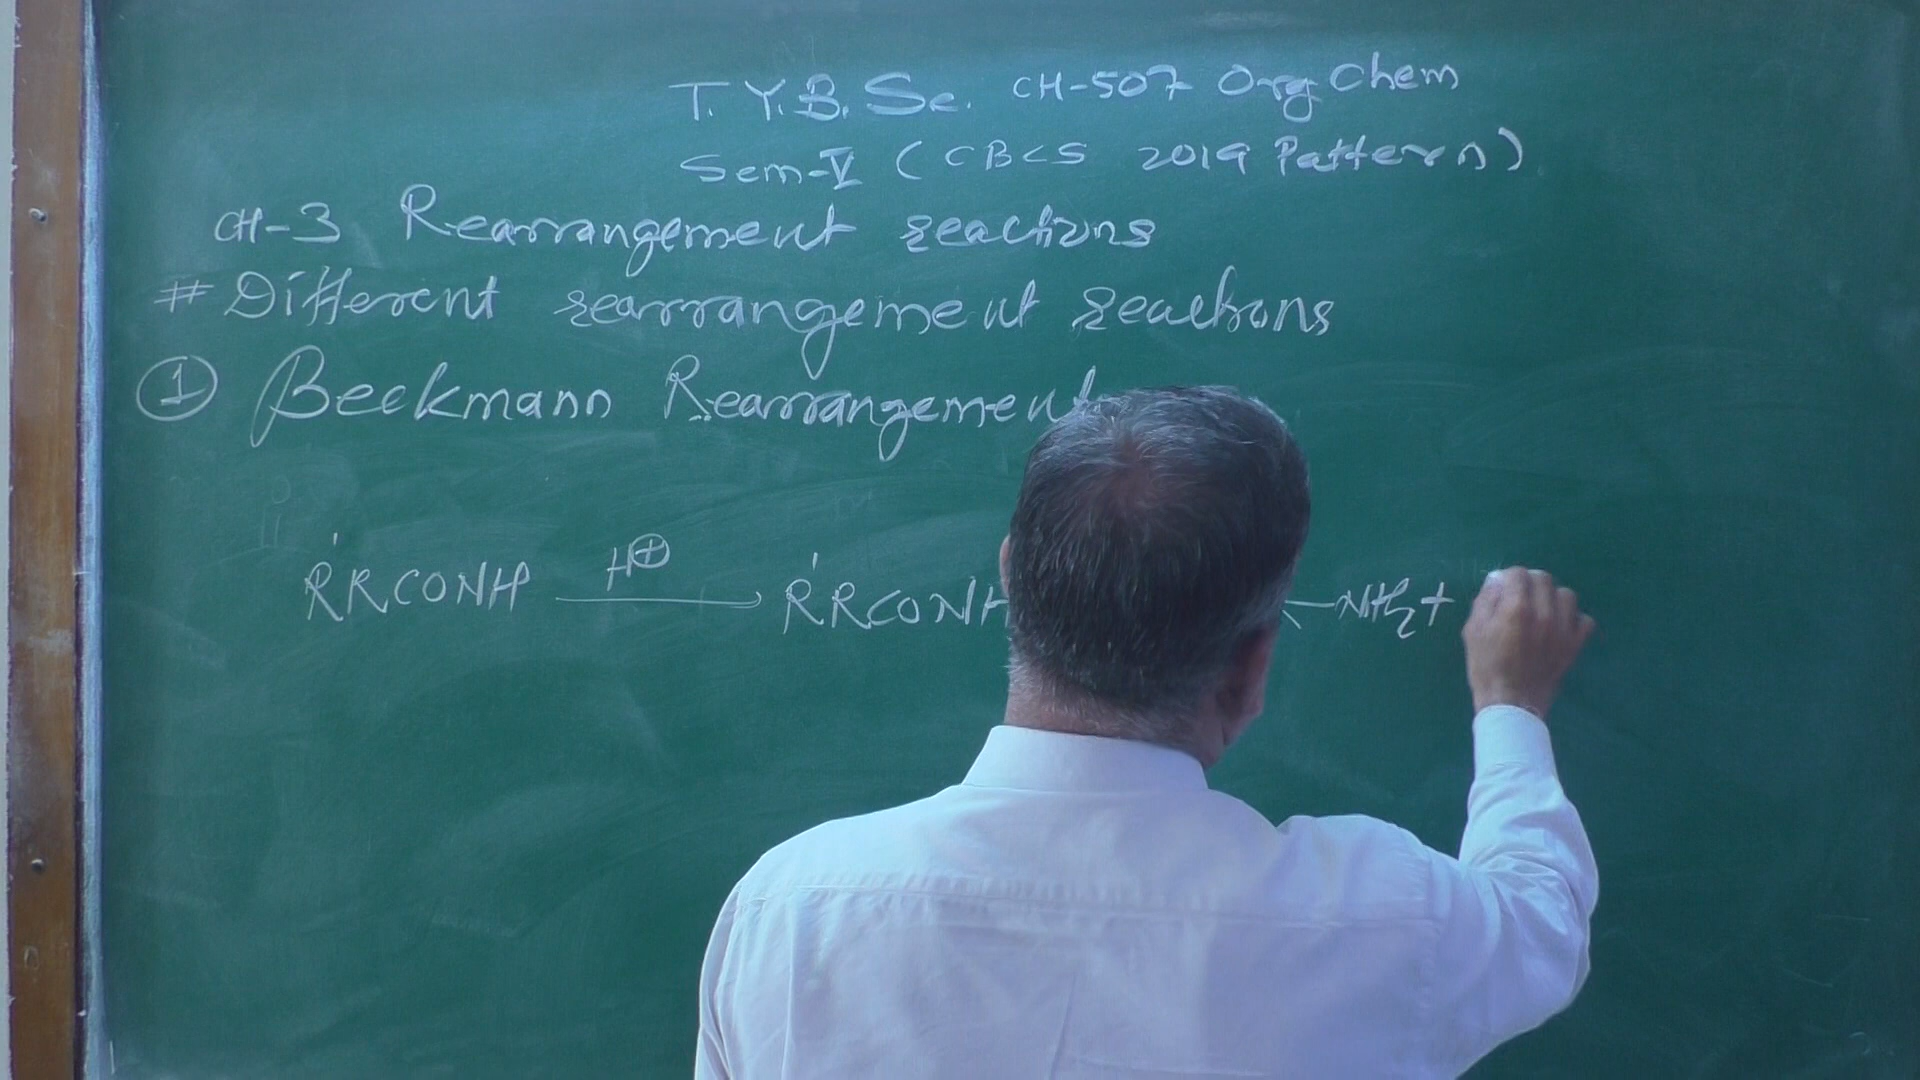 T.Y.B.Sc. CH-507 Org Chem
Sem-V (CBCS 2019 Pattern)
CH-3 Rearrangement reactions
# Different rearrangement reactions
① Beckmann Rearrangement
R'RCONH H⊕ → R'RCONH —NH₂ +